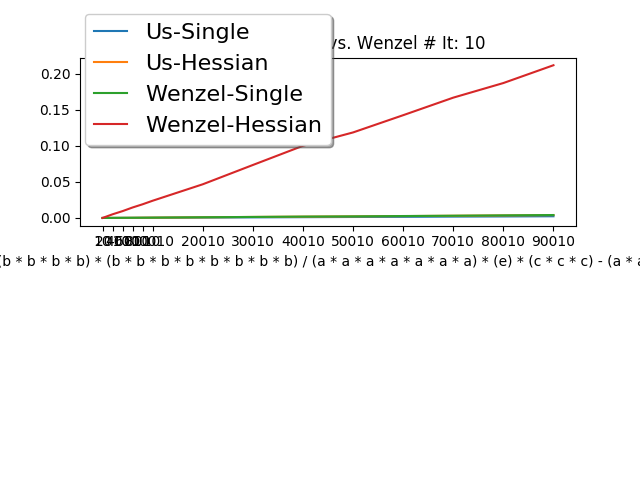 vs. Wenzel # It: 10
Us-Single
Us-Hessian
Wenzel-Single
Wenzel-Hessian
0.20
0.15
0.10
0.05
0.00
20010 30010 40010 50010 60010 70010 80010 90010
(b * b * b * b) * (b * b * b * b * b * b * b * b) / (a * a * a * a * a * a * a) * (e) * (c * c * c) - (a * a